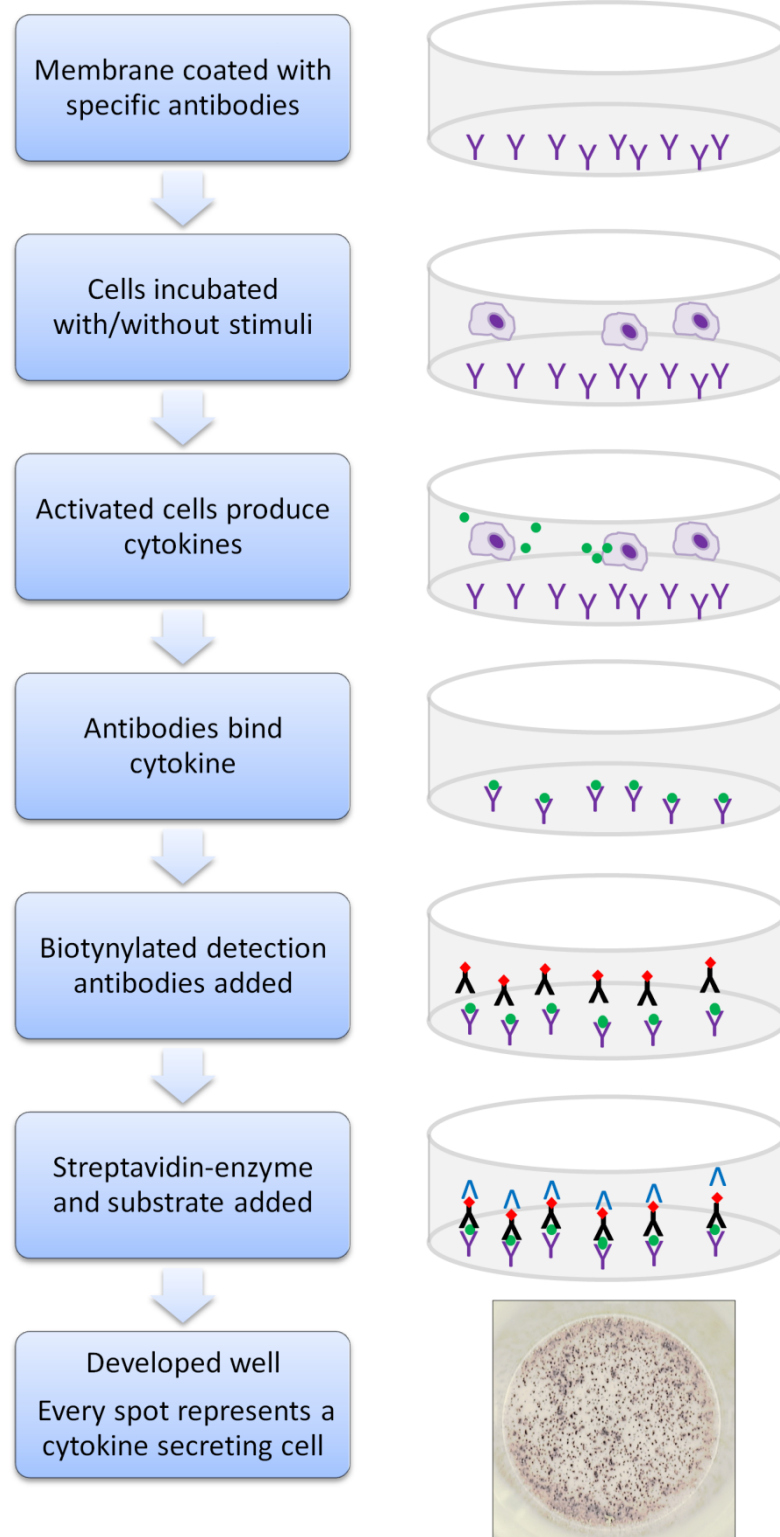 Membrane coated with
specific antibodies
Cells incubated
with/without stimuli
Activated cells produce
cytokines
Antibodies bind
cytokine
Biotynylated detection
antibodies added
Streptavidin-enzyme
and substrate added
Developed well
Every spot represents a
cytokine secreting cell